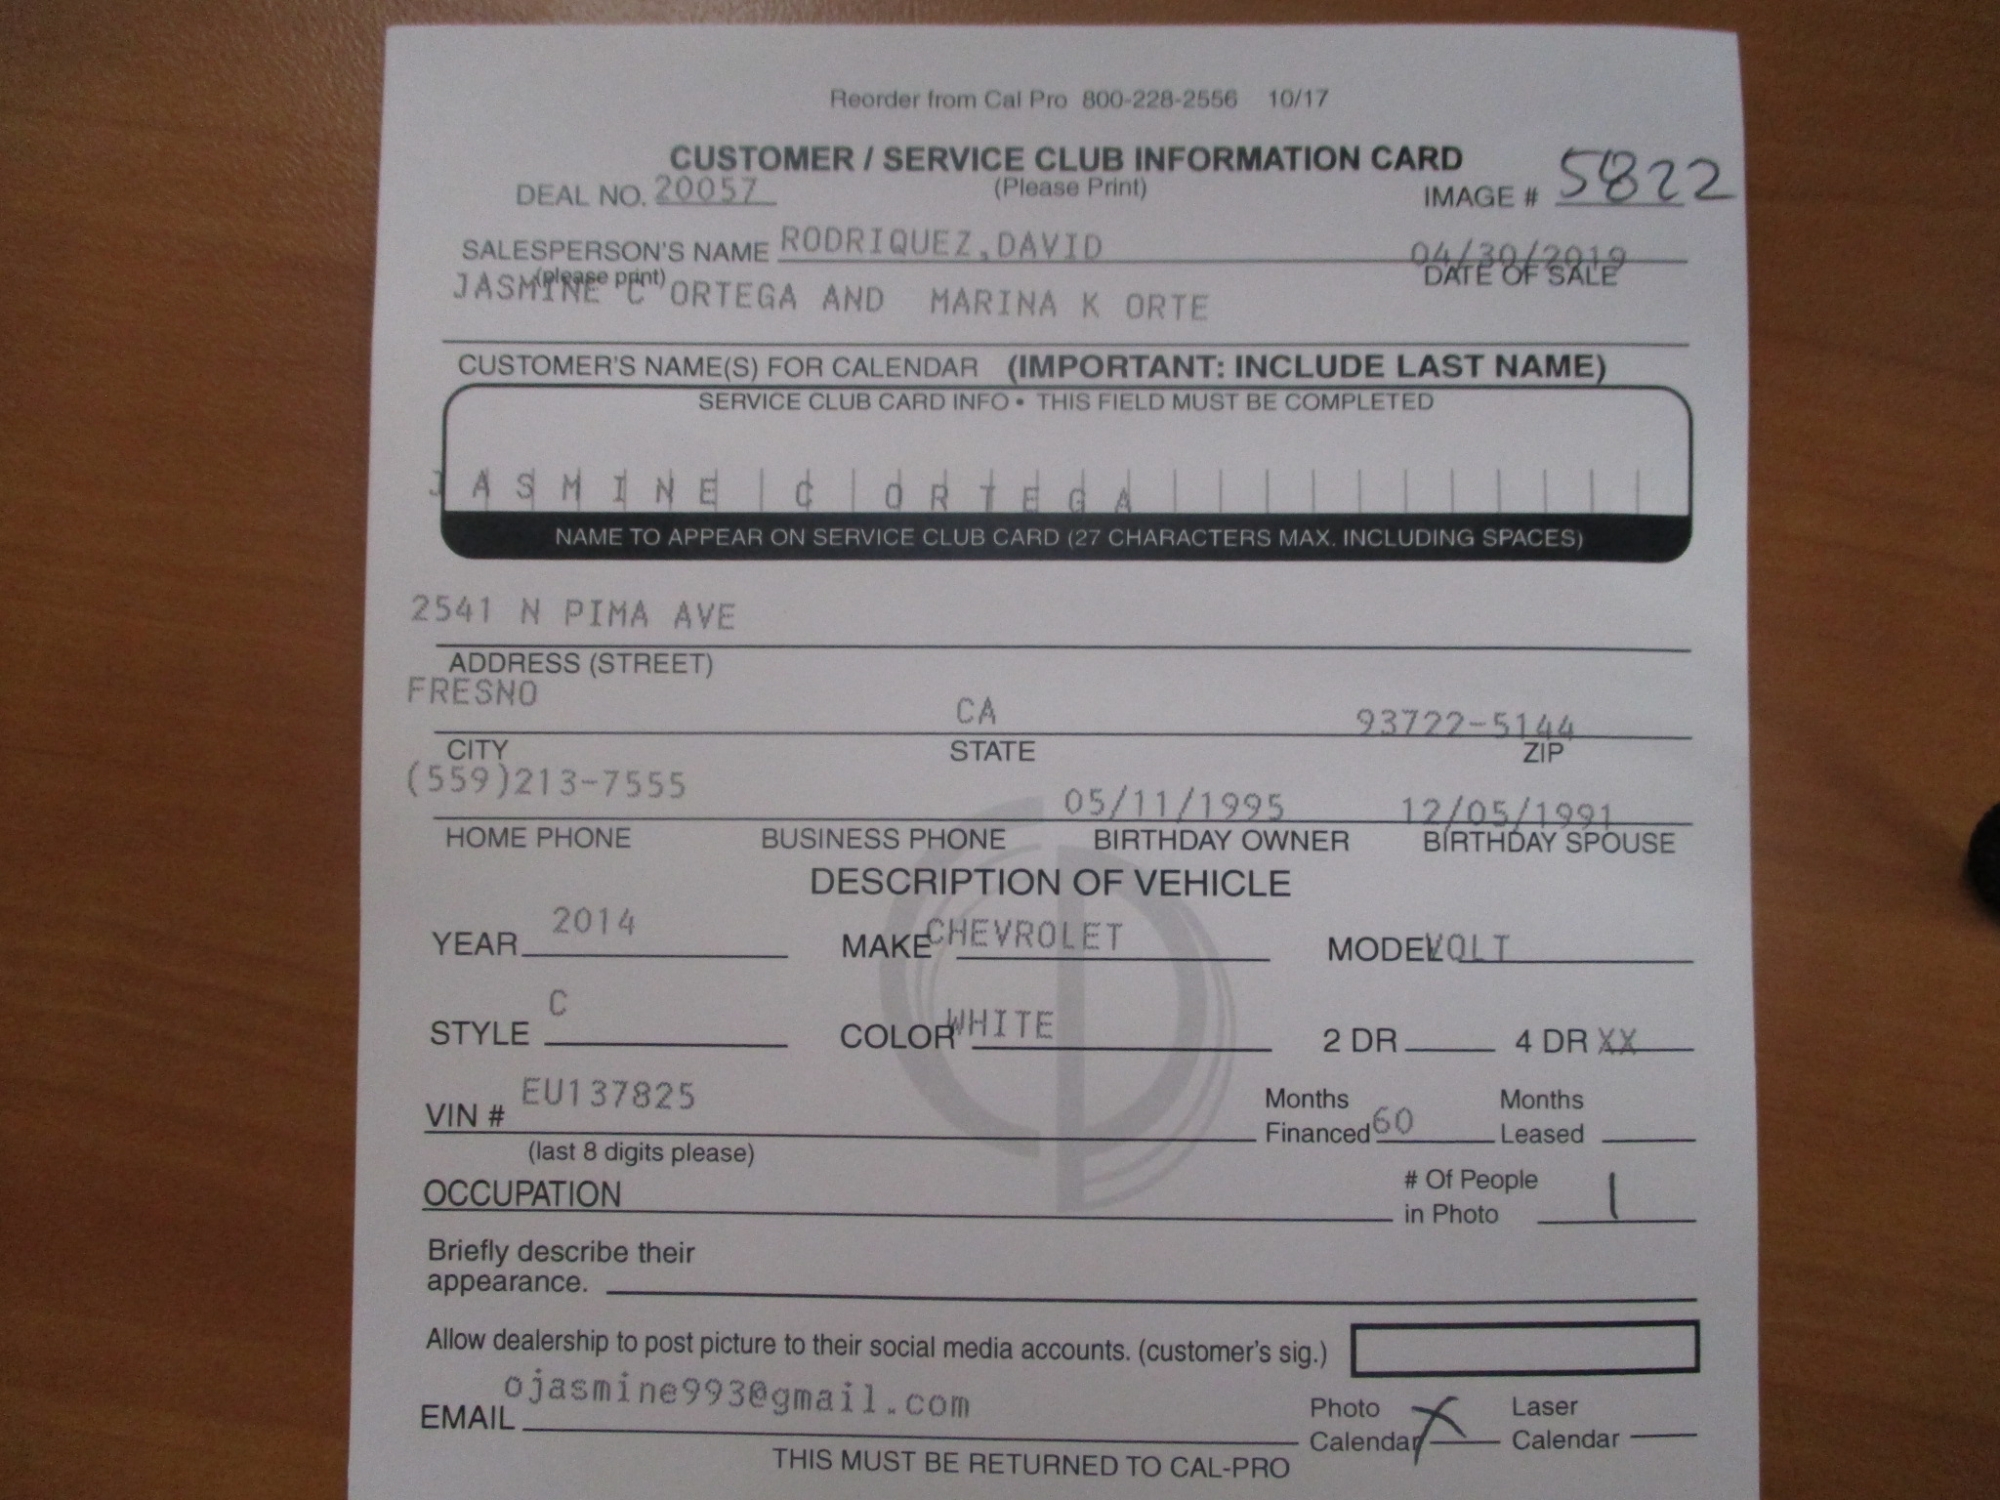 Reorder from Cal Pro 800-228-2556 10/17
CUSTOMER / SERVICE CLUB INFORMATION CARD
DEAL NO. 20057 (Please Print) IMAGE # 5822
SALESPERSON'S NAME RODRIQUEZ,DAVID 04/30/2019
(please print) DATE OF SALE
JASMINE C ORTEGA AND MARINA K ORTE
CUSTOMER'S NAME(S) FOR CALENDAR (IMPORTANT: INCLUDE LAST NAME)
SERVICE CLUB CARD INFO • THIS FIELD MUST BE COMPLETED
JASMINE C ORTEGA
NAME TO APPEAR ON SERVICE CLUB CARD (27 CHARACTERS MAX. INCLUDING SPACES)
2541 N PIMA AVE
ADDRESS (STREET)
FRESNO CA 93722-5144
CITY STATE ZIP
(559)213-7555 05/11/1995 12/05/1991
HOME PHONE BUSINESS PHONE BIRTHDAY OWNER BIRTHDAY SPOUSE
DESCRIPTION OF VEHICLE
YEAR 2014 MAKE CHEVROLET MODEL VOLT
STYLE C COLOR WHITE 2 DR 4 DR XX
VIN # EU137825 Months Financed 60 Months Leased
(last 8 digits please)
OCCUPATION # Of People in Photo 1
Briefly describe their
appearance.
Allow dealership to post picture to their social media accounts. (customer's sig.)
EMAIL ojasmine993@gmail.com Photo Calendar X Laser Calendar
THIS MUST BE RETURNED TO CAL-PRO